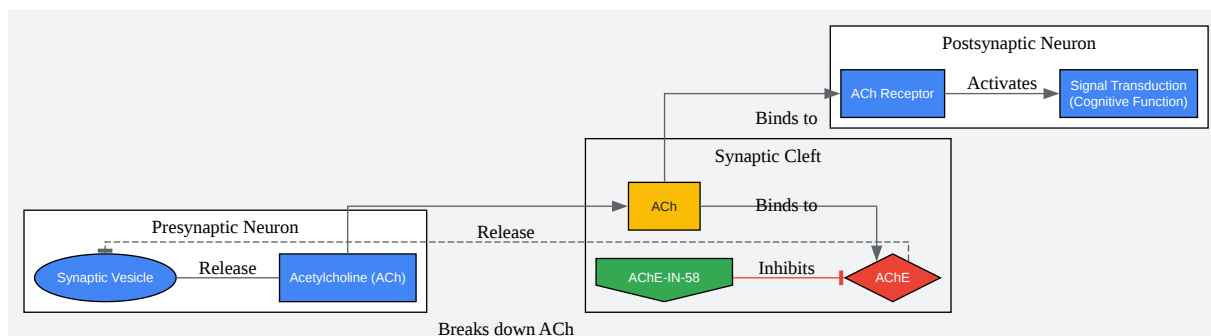 Postsynaptic Neuron
ACh Receptor
Activates
Signal Transduction
(Cognitive Function)
Binds to
Synaptic Cleft
ACh
Binds to
Presynaptic Neuron
Release
Synaptic Vesicle
Release
Acetylcholine (ACh)
AChE-IN-58
Inhibits
AChE
Breaks down ACh